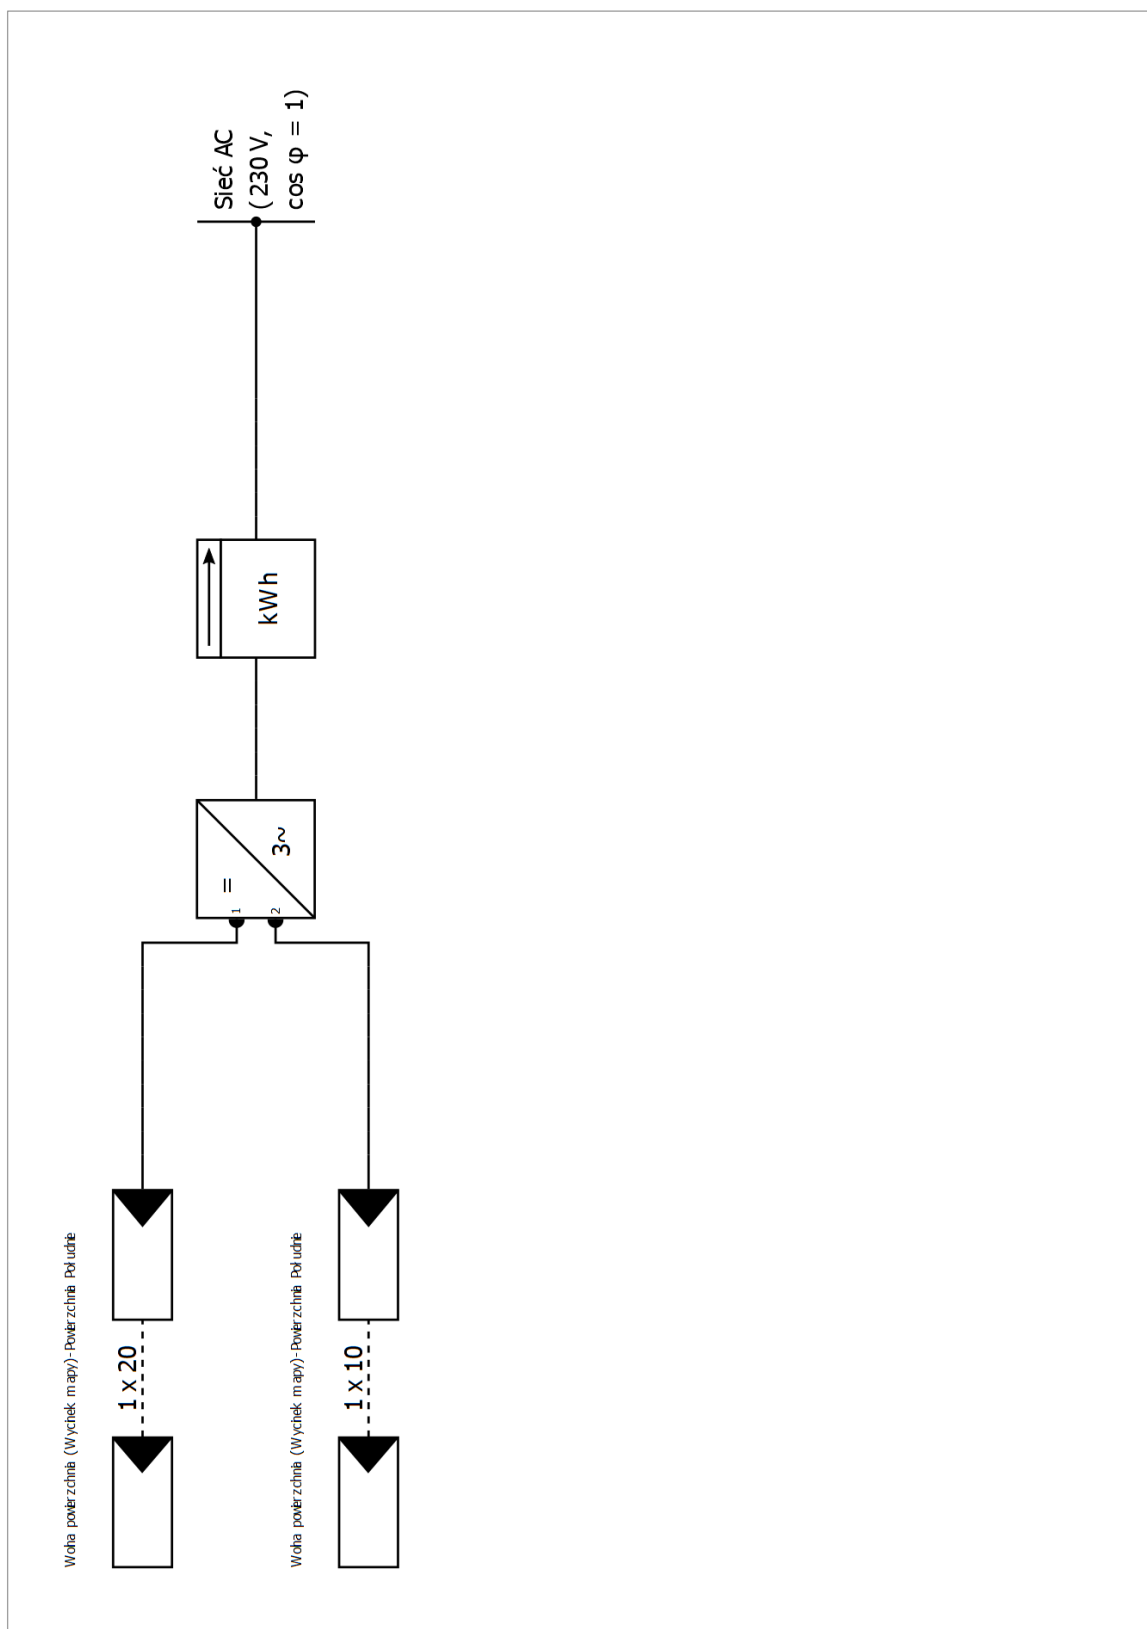 Sieć AC
(230 V,
cos φ = 1)
kWh
3~
=
1
2
Wolna powierzchnia (Wycinek mapy)-Powierzchnia Południe
1 x 20
Wolna powierzchnia (Wycinek mapy)-Powierzchnia Południe
1 x 10